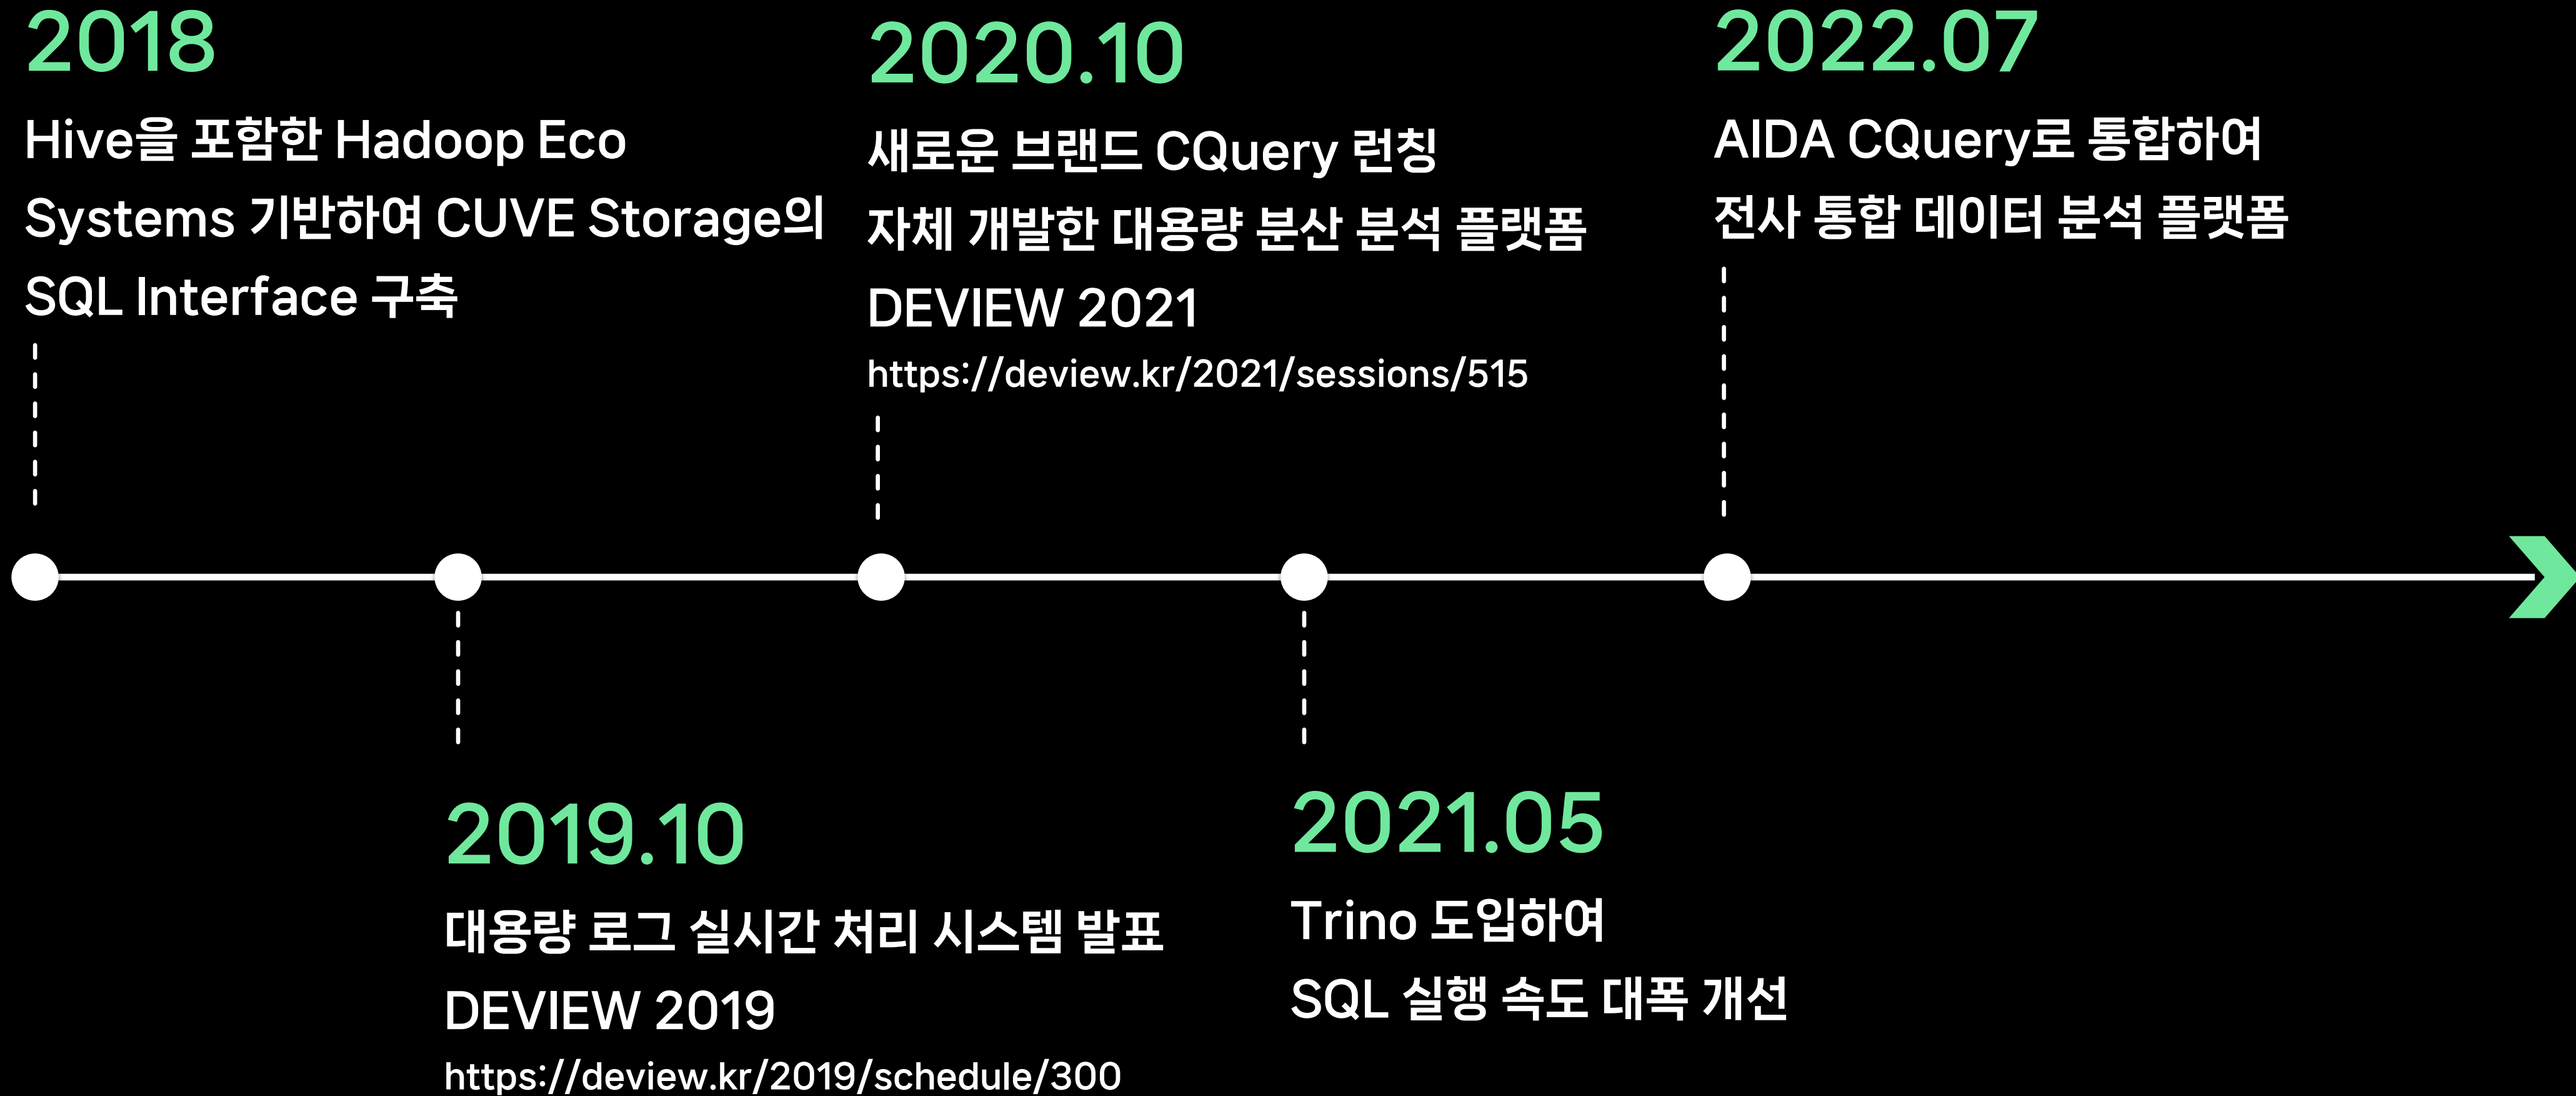 2018
Hive을 포함한 Hadoop Eco
Systems 기반하여 CUVE Storage의
SQL Interface 구축
2019.10
대용량 로그 실시간 처리 시스템 발표
DEVIEW 2019
https://deview.kr/2019/schedule/300
2020.10
새로운 브랜드 CQuery 런칭
자체 개발한 대용량 분산 분석 플랫폼
DEVIEW 2021
https://deview.kr/2021/sessions/515
2021.05
Trino 도입하여
SQL 실행 속도 대폭 개선
2022.07
AIDA CQuery로 통합하여
전사 통합 데이터 분석 플랫폼